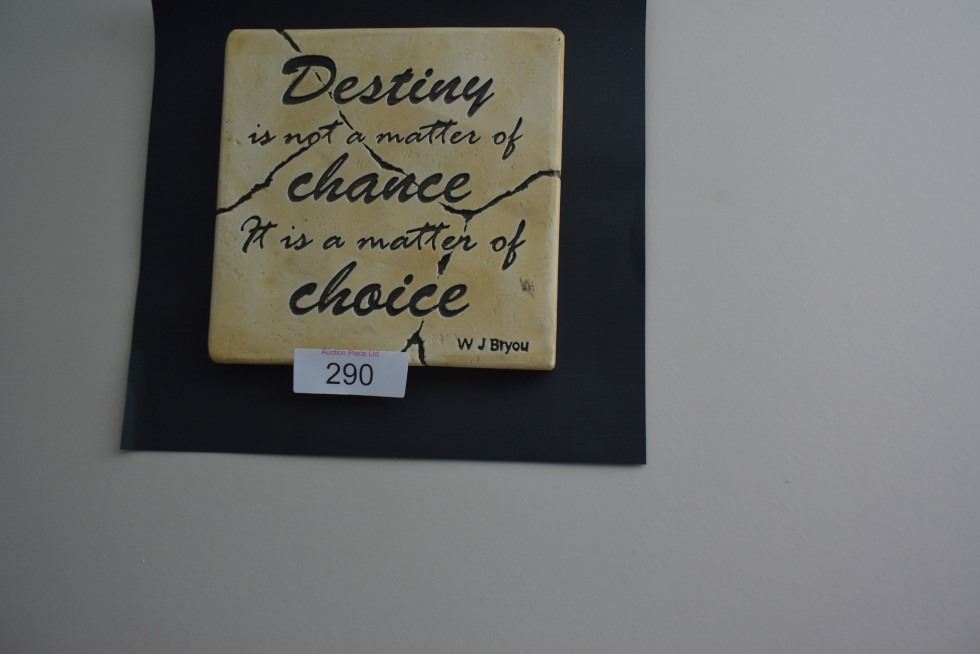 Destiny
is not a matter of
chance
It is a matter of
choice
W J Bryou
Auction Place Ltd
290